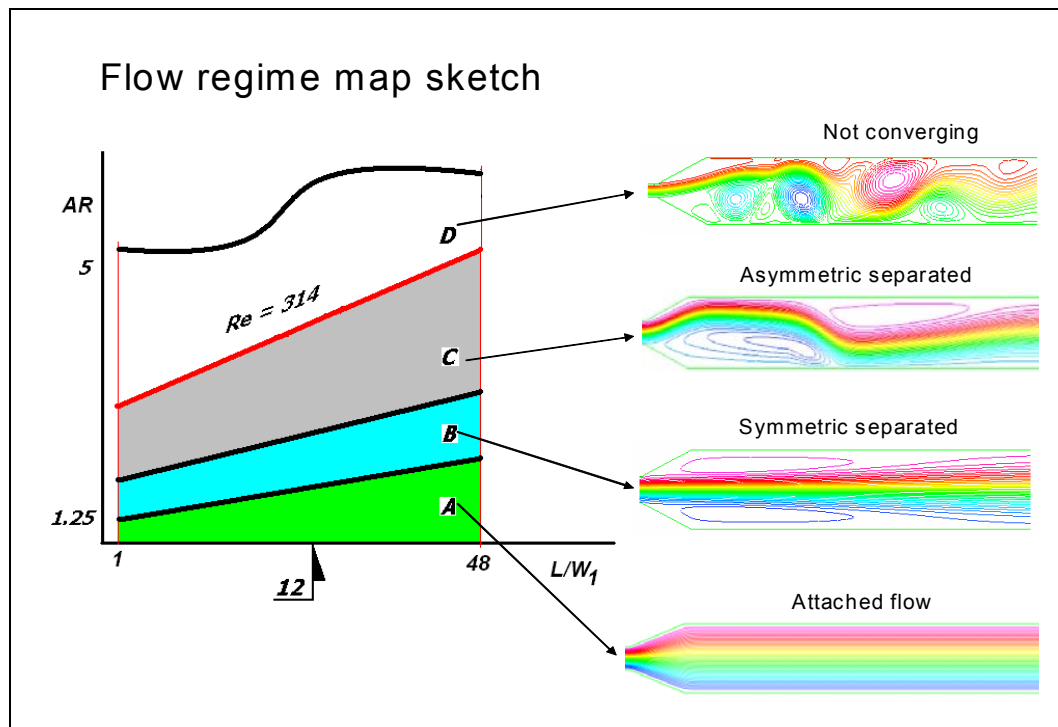 Flow regime map sketch
Not converging
AR
D
5
Asymmetric separated
Re = 314
C
Symmetric separated
B
A
1.25
1
48
L/W1
12
Attached flow